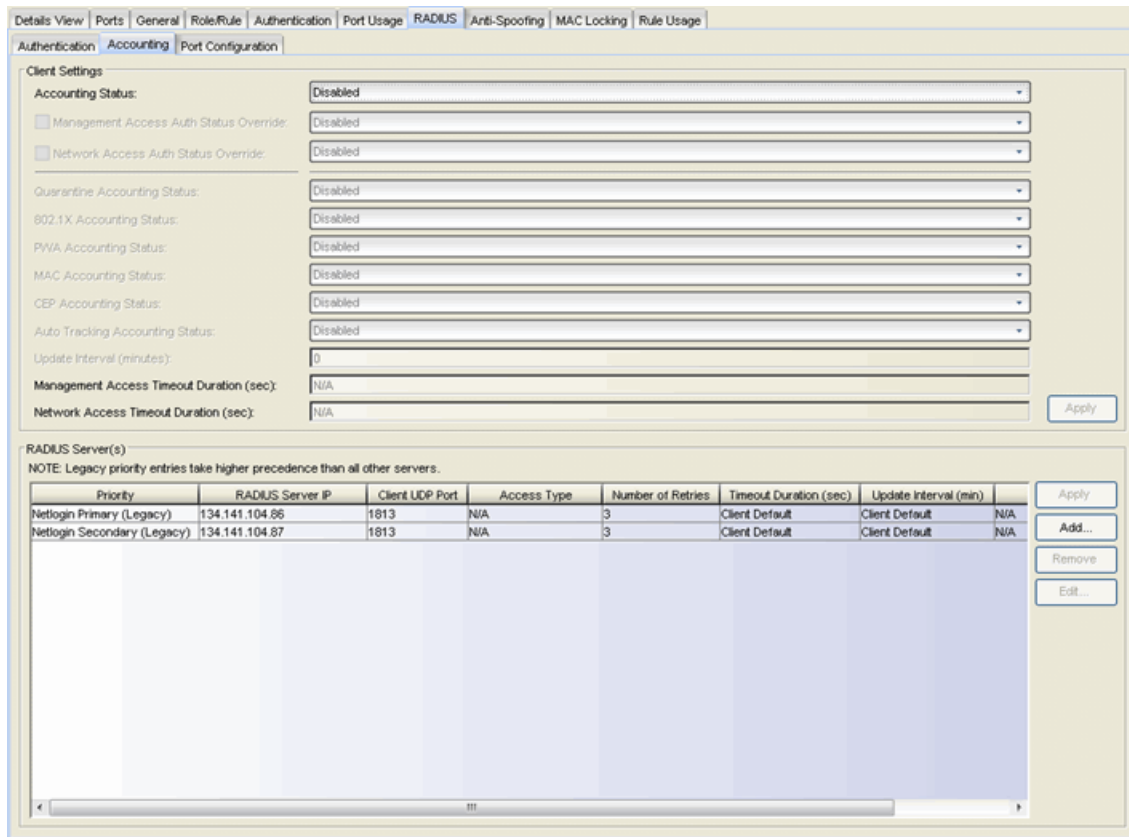 Details View Ports General Role/Rule Authentication Port Usage RADIUS Anti-Spoofing MAC Locking Rule Usage
Authentication Accounting Port Configuration
Client Settings
Accounting Status: Disabled
Management Access Auth Status Override: Disabled
Network Access Auth Status Override: Disabled
Quarantine Accounting Status: Disabled
802.1X Accounting Status: Disabled
PWA Accounting Status: Disabled
MAC Accounting Status: Disabled
CEP Accounting Status: Disabled
Auto Tracking Accounting Status: Disabled
Update Interval (minutes): 0
Management Access Timeout Duration (sec): N/A
Network Access Timeout Duration (sec): N/A Apply
RADIUS Server(s)
NOTE: Legacy priority entries take higher precedence than all other servers.
Priority RADIUS Server IP Client UDP Port Access Type Number of Retries Timeout Duration (sec) Update Interval (min) Apply
Netlogin Primary (Legacy) 134.141.104.86 1813 N/A 3 Client Default Client Default N/A
Netlogin Secondary (Legacy) 134.141.104.87 1813 N/A 3 Client Default Client Default N/A
Add...
Remove
Edit...